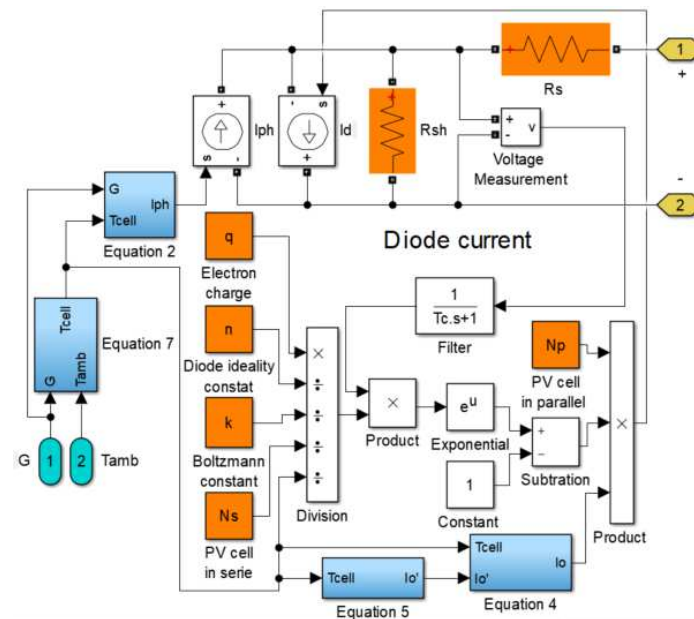 s
-
+
+
-
s
Iph
Id
+
s
-
+
+
Rsh
+
Rs
1
+
+
-
v
Voltage
Measurement
-
2
G
Tcell
Iph
Equation 2
Tcell
G
Tamb
Equation 7
G
1
2
Tamb
q
Electron
charge
n
Diode ideality
constat
k
Boltzmann
constant
Ns
PV cell
in serie
×
÷
÷
÷
÷
Division
Diode current
1
Tc.s+1
Filter
×
Product
e^u
Exponential
1
Constant
+
−
Subtration
Np
PV cell
in parallel
×
Product
Tcell
Io'
Equation 5
Tcell
Io'
Io
Equation 4